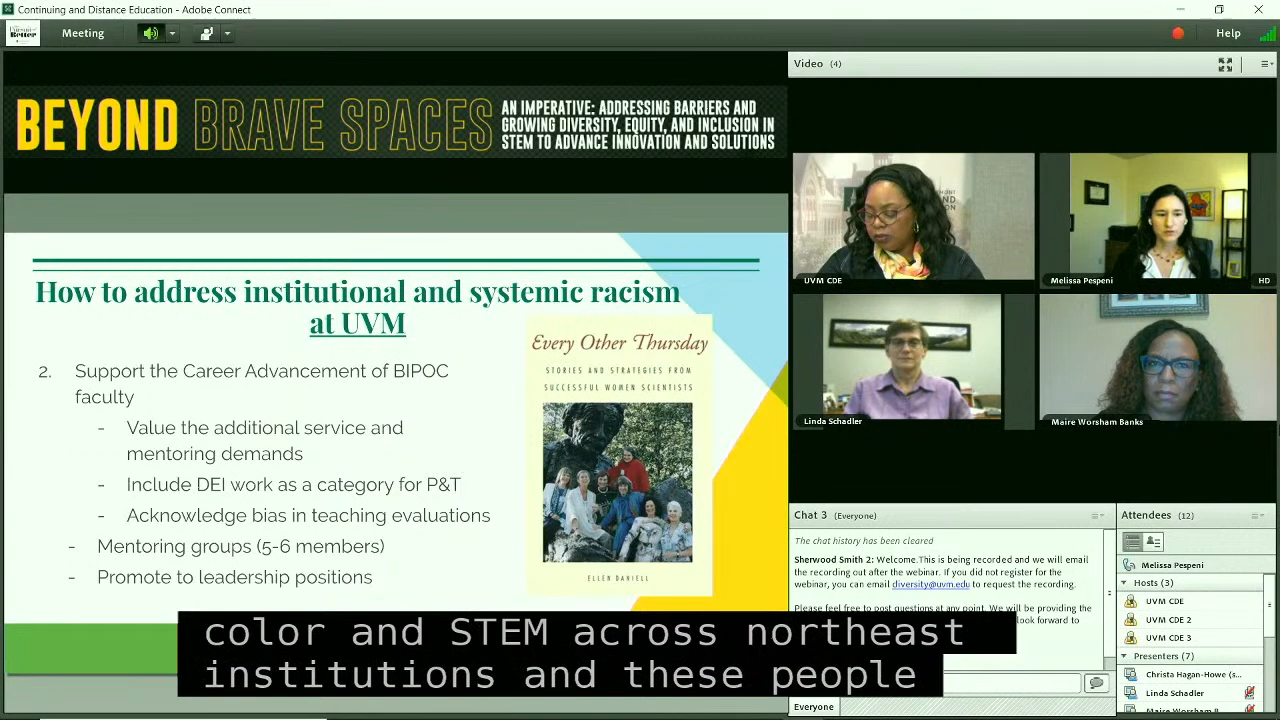 Continuing and Distance Education - Adobe Connect
Meeting
Help
BEYOND BRAVE SPACES
AN IMPERATIVE: ADDRESSING BARRIERS AND
GROWING DIVERSITY, EQUITY, AND INCLUSION IN
STEM TO ADVANCE INNOVATION AND SOLUTIONS
How to address institutional and systemic racism
at UVM
2. Support the Career Advancement of BIPOC
faculty
- Value the additional service and
mentoring demands
- Include DEI work as a category for P&T
- Acknowledge bias in teaching evaluations
- Mentoring groups (5-6 members)
- Promote to leadership positions
Every Other Thursday
STORIES AND STRATEGIES FROM
SUCCESSFUL WOMEN SCIENTISTS
ELLEN DANIELL
color and STEM across northeast
institutions and these people
Video (4)
UVM CDE
Melissa Pespeni
HD
Linda Schadler
Maire Worsham Banks
Chat 3 (Everyone)
The chat history has been cleared
Sherwood Smith 2: Welcome.This is being recorded and we will email
the recording out after the webinar. If you did not register for the
webinar, you can email diversity@uvm.edu to request the recording.
Please feel free to post questions at any point. We will be providing the
look forward to
Everyone
Attendees (12)
Melissa Pespeni
Hosts (3)
UVM CDE
UVM CDE 2
UVM CDE 3
Presenters (7)
Christa Hagan-Howe (s...
Linda Schadler
Maire Worsham B...